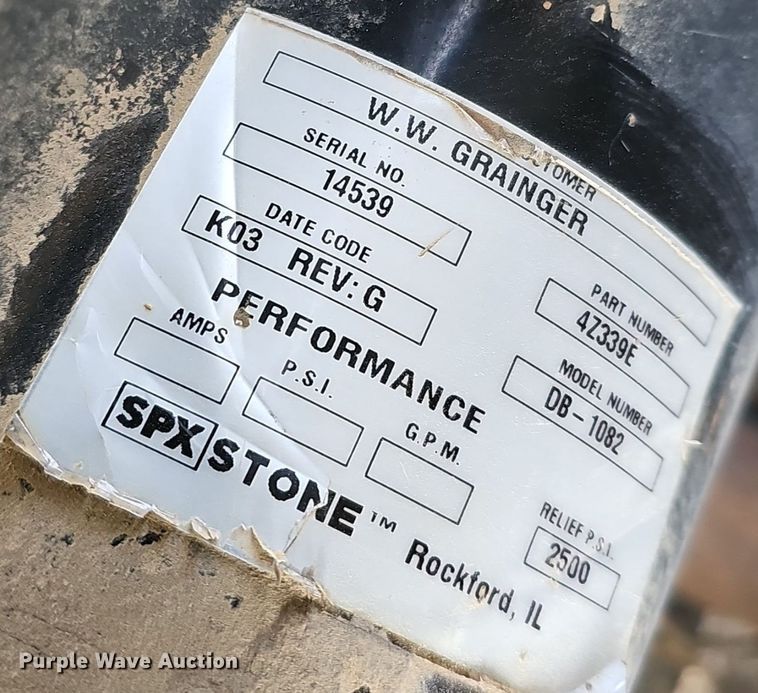 W.W. GRAINGER
SERIAL NO.
14539
DATE CODE
K03 REV: G
PART NUMBER
4Z339E
PERFORMANCE
MODEL NUMBER
DB-1082
AMPS
P.S.I.
G.P.M.
RELIEF P.S.I.
2500
SPX STONE™ Rockford, IL
Purple Wave Auction